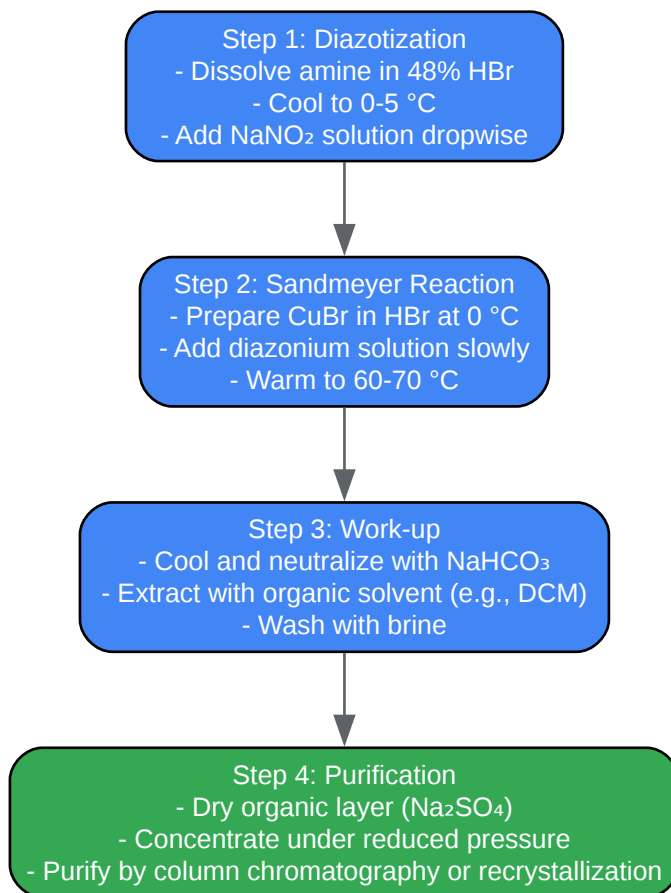 Step 1: Diazotization
- Dissolve amine in 48% HBr
- Cool to 0-5 °C
- Add NaNO₂ solution dropwise
Step 2: Sandmeyer Reaction
- Prepare CuBr in HBr at 0 °C
- Add diazonium solution slowly
- Warm to 60-70 °C
Step 3: Work-up
- Cool and neutralize with NaHCO₃
- Extract with organic solvent (e.g., DCM)
- Wash with brine
Step 4: Purification
- Dry organic layer (Na₂SO₄)
- Concentrate under reduced pressure
- Purify by column chromatography or recrystallization